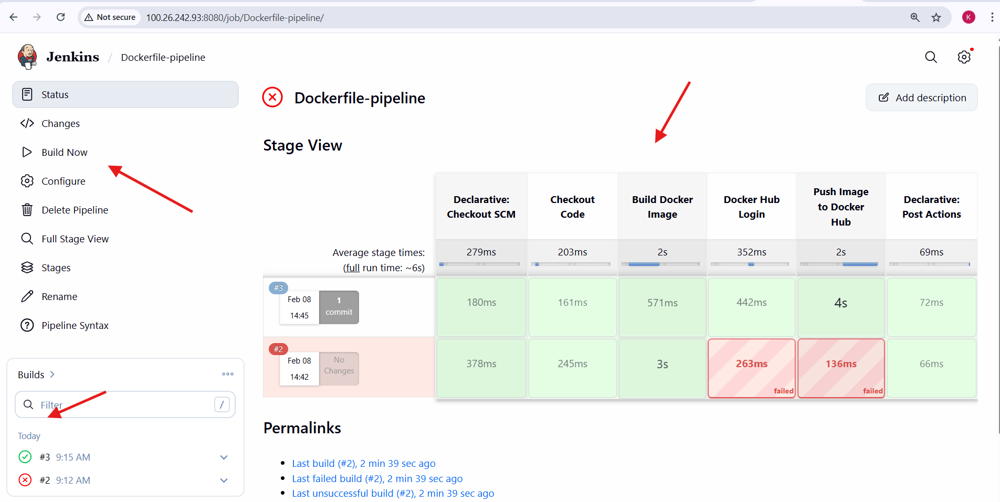 Not secure
100.26.242.93:8080/job/Dockerfile-pipeline/
K
Jenkins / Dockerfile-pipeline
Status
Changes
Build Now
Configure
Delete Pipeline
Full Stage View
Stages
Rename
Pipeline Syntax
Builds
Filter
/
Today
#3 9:15 AM
#2 9:12 AM
Dockerfile-pipeline
Add description
Stage View
Declarative:
Checkout SCM
Checkout
Code
Build Docker
Image
Docker Hub
Login
Push Image
to Docker
Hub
Declarative:
Post Actions
Average stage times:
(full run time: ~6s)
279ms
203ms
2s
352ms
2s
69ms
#3
Feb 08
14:45
1
commit
180ms
161ms
571ms
442ms
4s
72ms
#2
Feb 08
14:42
No
Changes
378ms
245ms
3s
263ms
failed
136ms
failed
66ms
Permalinks
Last build (#2), 2 min 39 sec ago
Last failed build (#2), 2 min 39 sec ago
Last unsuccessful build (#2), 2 min 39 sec ago